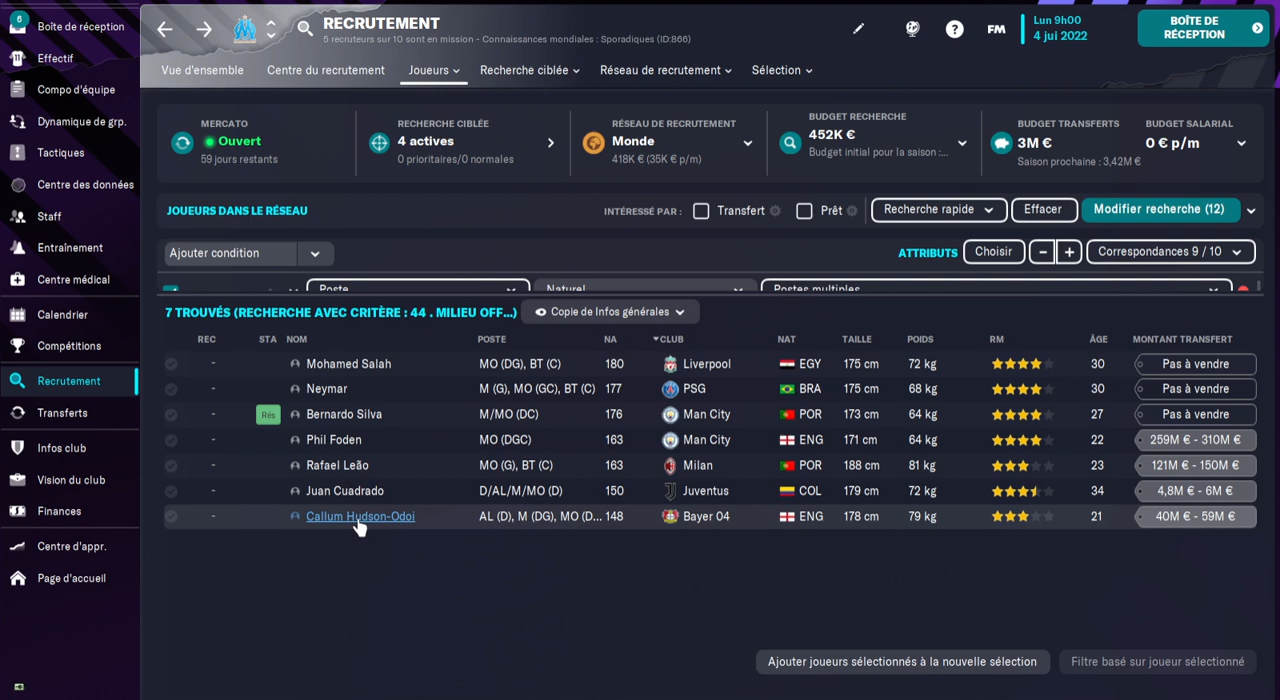 6
Boîte de réception
Effectif
Compo d'équipe
Dynamique de grp.
Tactiques
Centre des données
Staff
Entraînement
Centre médical
Calendrier
Compétitions
Recrutement
Transferts
Infos club
Vision du club
Finances
Centre d'appr.
Page d'accueil
RECRUTEMENT
5 recruteurs sur 10 sont en mission - Connaissances mondiales : Sporadiques (ID:866)
FM
Lun 9h00
4 jui 2022
BOÎTE DE
RÉCEPTION
Vue d'ensemble Centre du recrutement Joueurs Recherche ciblée Réseau de recrutement Sélection
MERCATO
Ouvert
59 jours restants
RECHERCHE CIBLÉE
4 actives
0 prioritaires/0 normales
RÉSEAU DE RECRUTEMENT
Monde
418K € (35K € p/m)
BUDGET RECHERCHE
452K €
Budget initial pour la saison :...
BUDGET TRANSFERTS BUDGET SALARIAL
3M € 0 € p/m
Saison prochaine : 3,42M €
JOUEURS DANS LE RÉSEAU INTÉRESSÉ PAR : Transfert Prêt Recherche rapide Effacer Modifier recherche (12)
Ajouter condition ATTRIBUTS Choisir − + Correspondances 9 / 10
Poste Naturel Postes multiples
7 TROUVÉS (RECHERCHE AVEC CRITÈRE : 44 . MILIEU OFF...) Copie de Infos générales
REC STA NOM POSTE NA CLUB NAT TAILLE POIDS RM ÂGE MONTANT TRANSFERT
- Mohamed Salah MO (DG), BT (C) 180 Liverpool EGY 175 cm 72 kg 30 Pas à vendre
- Neymar M (G), MO (GC), BT (C) 177 PSG BRA 175 cm 68 kg 30 Pas à vendre
- Rés Bernardo Silva M/MO (DC) 176 Man City POR 173 cm 64 kg 27 Pas à vendre
- Phil Foden MO (DGC) 163 Man City ENG 171 cm 64 kg 22 259M € - 310M €
- Rafael Leão MO (G), BT (C) 163 Milan POR 188 cm 81 kg 23 121M € - 150M €
- Juan Cuadrado D/AL/M/MO (D) 150 Juventus COL 179 cm 72 kg 34 4,8M € - 6M €
- Callum Hudson-Odoi AL (D), M (DG), MO (D... 148 Bayer 04 ENG 178 cm 79 kg 21 40M € - 59M €
Ajouter joueurs sélectionnés à la nouvelle sélection Filtre basé sur joueur sélectionné